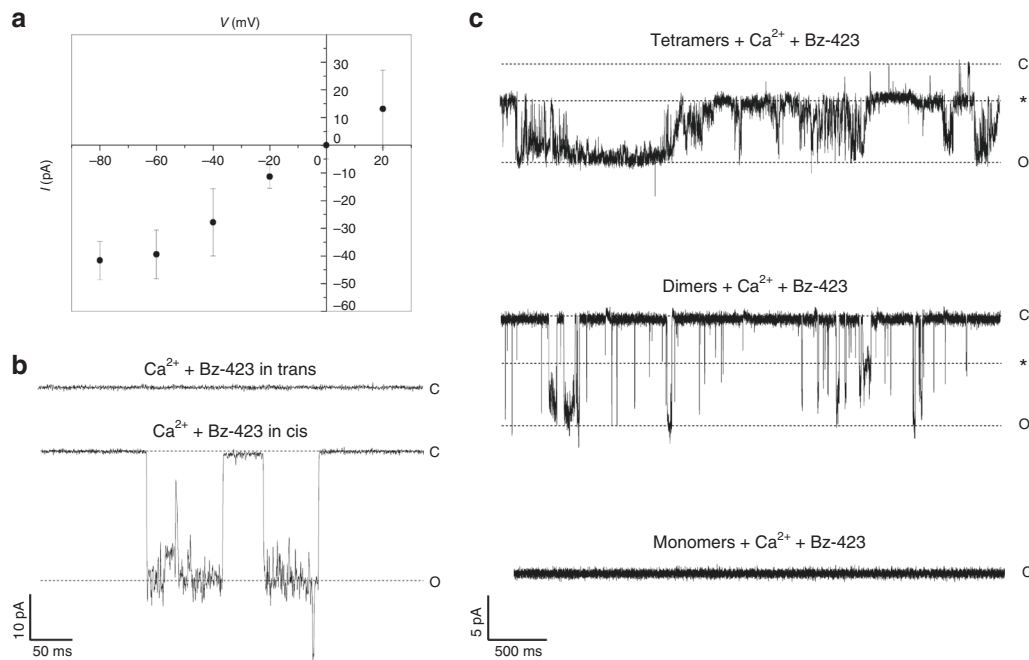 a
V (mV)
30
20
10
0
−80 −60 −40 −20 0 20
−10
−20
−30
−40
−50
−60
I (pA)
b
Ca²⁺ + Bz-423 in trans
C
Ca²⁺ + Bz-423 in cis
C
O
10 pA
50 ms
c
Tetramers + Ca²⁺ + Bz-423
C
*
O
Dimers + Ca²⁺ + Bz-423
C
*
O
Monomers + Ca²⁺ + Bz-423
C
5 pA
500 ms